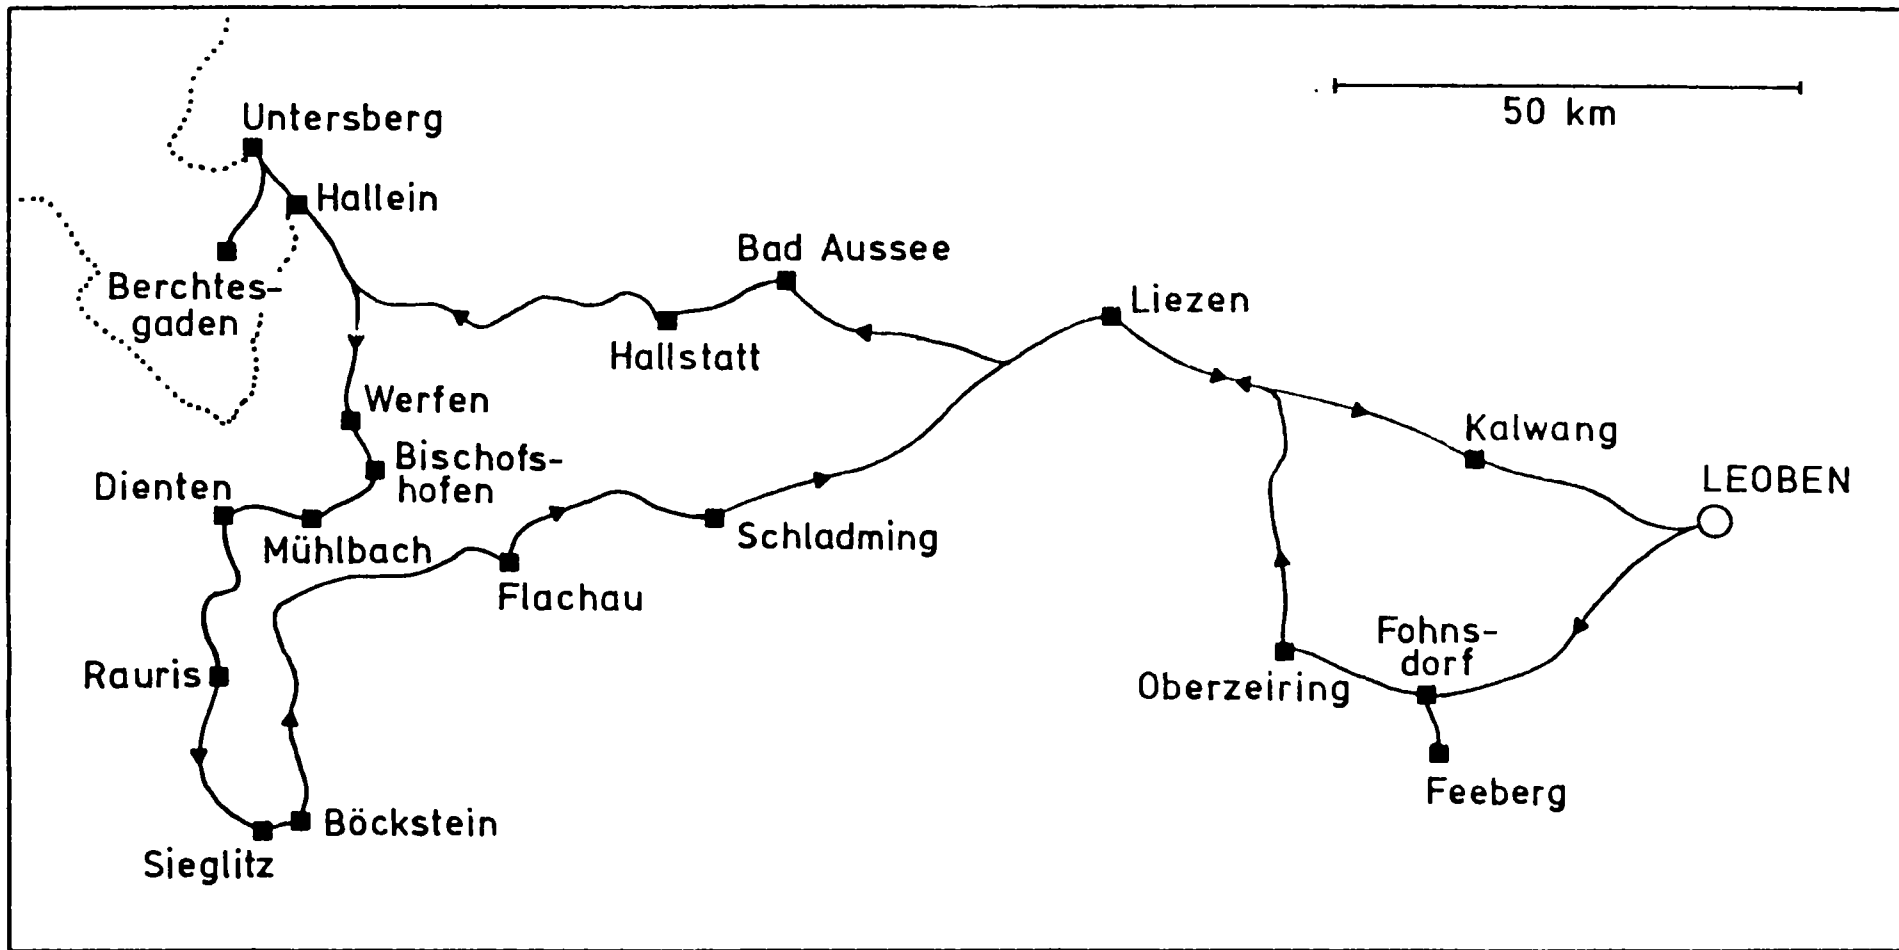 50 km
Untersberg
Hallein
Bad Aussee
Berchtes-
gaden
Liezen
Hallstatt
Werfen
Kalwang
Bischofs-
hofen
Dienten
LEOBEN
Mühlbach
Schladming
Flachau
Fohns-
dorf
Rauris
Oberzeiring
Feeberg
Böckstein
Sieglitz